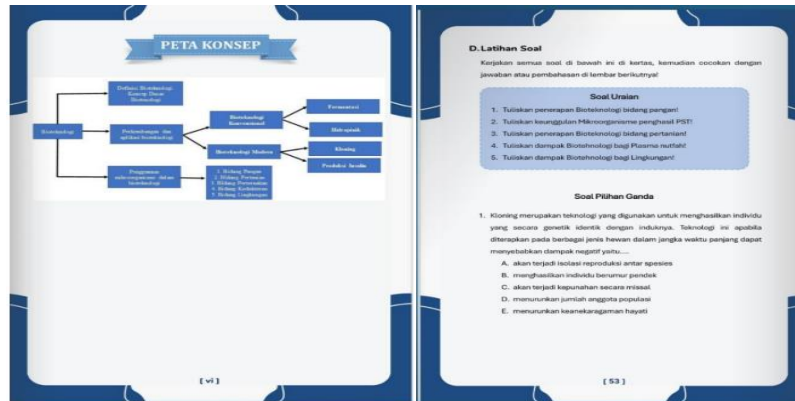 PETA KONSEP
Definisi Bioteknologi
Konsep Dasar
Bioteknologi
Bioteknologi
Perkembangan dan
aplikasi bioteknologi
Penggunaan
mikroorganisme dalam
bioteknologi
Bioteknologi
Konvensional
Bioteknologi Modern
1. Bidang Pangan
2. Bidang Pertanian
3. Bidang Peternakan
4. Bidang Kedokteran
5. Bidang Lingkungan
Fermentasi
Hidroponik
Kloning
Produksi Insulin
[ vi ]
D. Latihan Soal
Kerjakan semua soal di bawah ini di kertas, kemudian cocokan dengan
jawaban atau pembahasan di lembar berikutnya!
Soal Uraian
1. Tuliskan penerapan Bioteknologi bidang pangan!
2. Tuliskan keunggulan Mikroorganisme penghasil PST!
3. Tuliskan penerapan Bioteknologi bidang pertanian!
4. Tuliskan dampak Biotehnologi bagi Plasma nutfah!
5. Tuliskan dampak Biotehnologi bagi Lingkungan!
Soal Pilihan Ganda
1. Kloning merupakan teknologi yang digunakan untuk menghasilkan individu
yang secara genetik identik dengan induknya. Teknologi ini apabila
diterapkan pada berbagai jenis hewan dalam jangka waktu panjang dapat
menyebabkan dampak negatif yaitu....
A. akan terjadi isolasi reproduksi antar spesies
B. menghasilkan individu berumur pendek
C. akan terjadi kepunahan secara missal
D. menurunkan jumlah anggota populasi
E. menurunkan keanekaragaman hayati
[ 53 ]